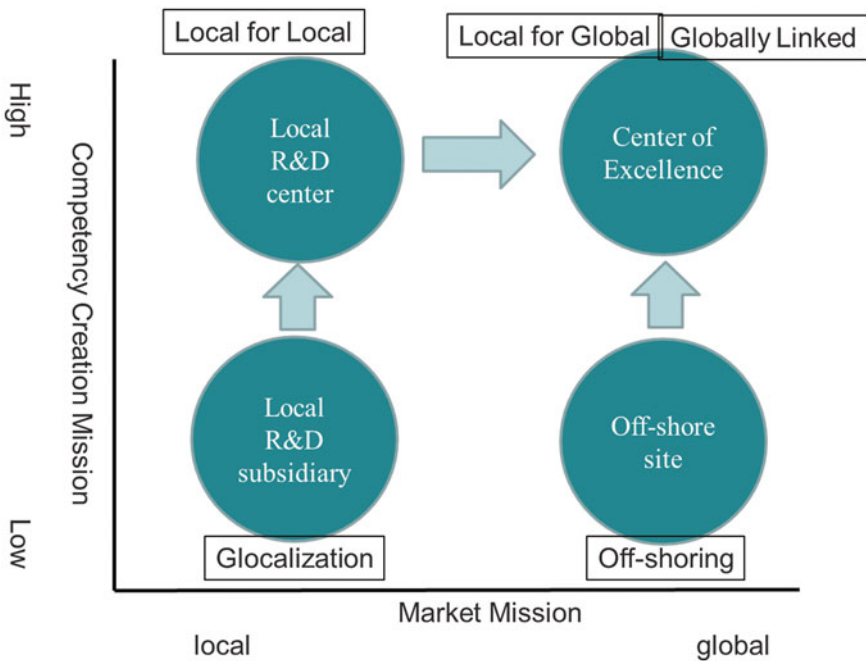 Local for Local
Local for Global
Globally Linked
High
Competency Creation Mission
Low
Local
R&D
center
Center of
Excellence
Local
R&D
subsidiary
Off-shore
site
Glocalization
Off-shoring
Market Mission
local
global